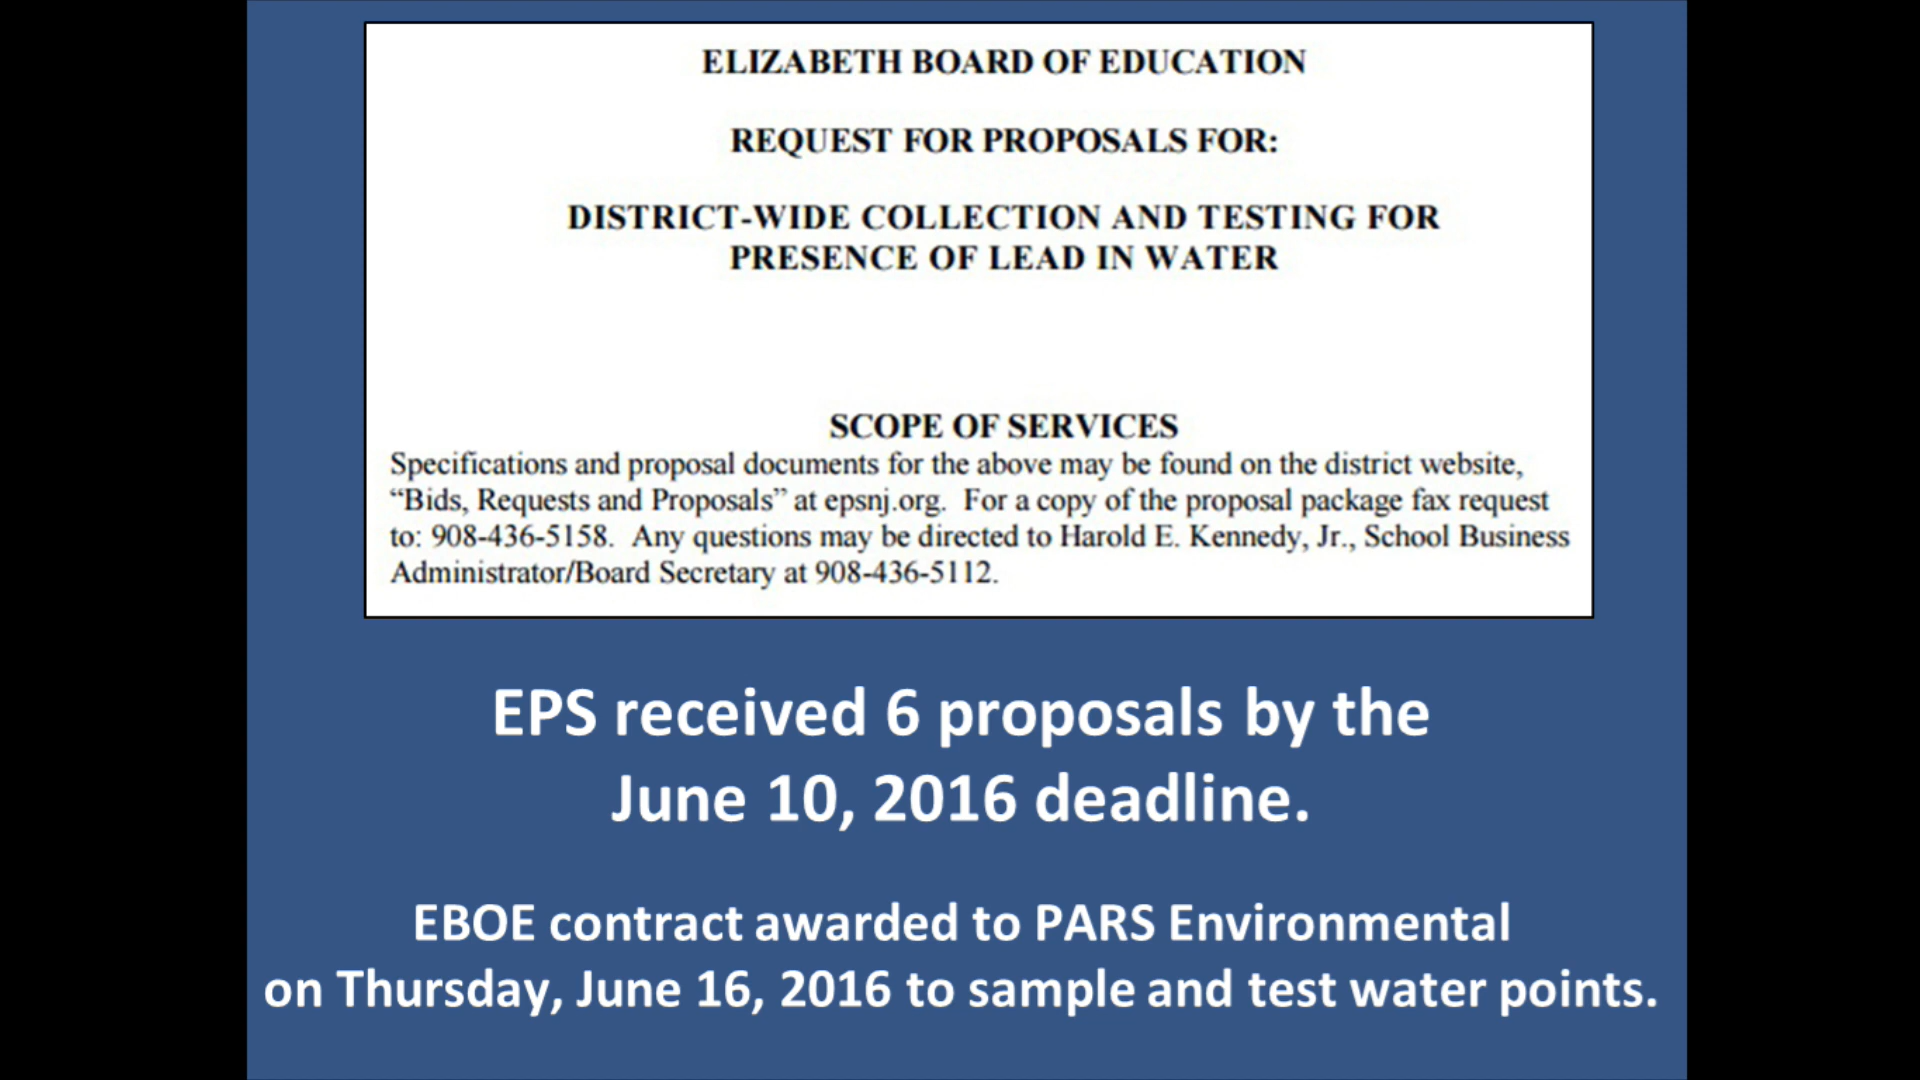 ELIZABETH BOARD OF EDUCATION
REQUEST FOR PROPOSALS FOR:
DISTRICT-WIDE COLLECTION AND TESTING FOR
PRESENCE OF LEAD IN WATER
SCOPE OF SERVICES
Specifications and proposal documents for the above may be found on the district website,
“Bids, Requests and Proposals” at epsnj.org. For a copy of the proposal package fax request
to: 908-436-5158. Any questions may be directed to Harold E. Kennedy, Jr., School Business
Administrator/Board Secretary at 908-436-5112.
EPS received 6 proposals by the
June 10, 2016 deadline.
EBOE contract awarded to PARS Environmental
on Thursday, June 16, 2016 to sample and test water points.